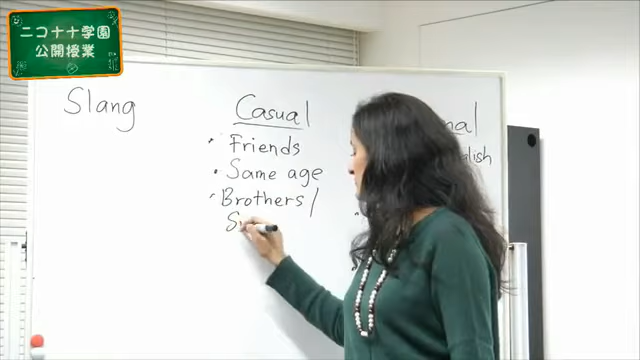 ニコ十十学園
公開授業
Slang
Casual
• Friends
• Same age
• Brothers/